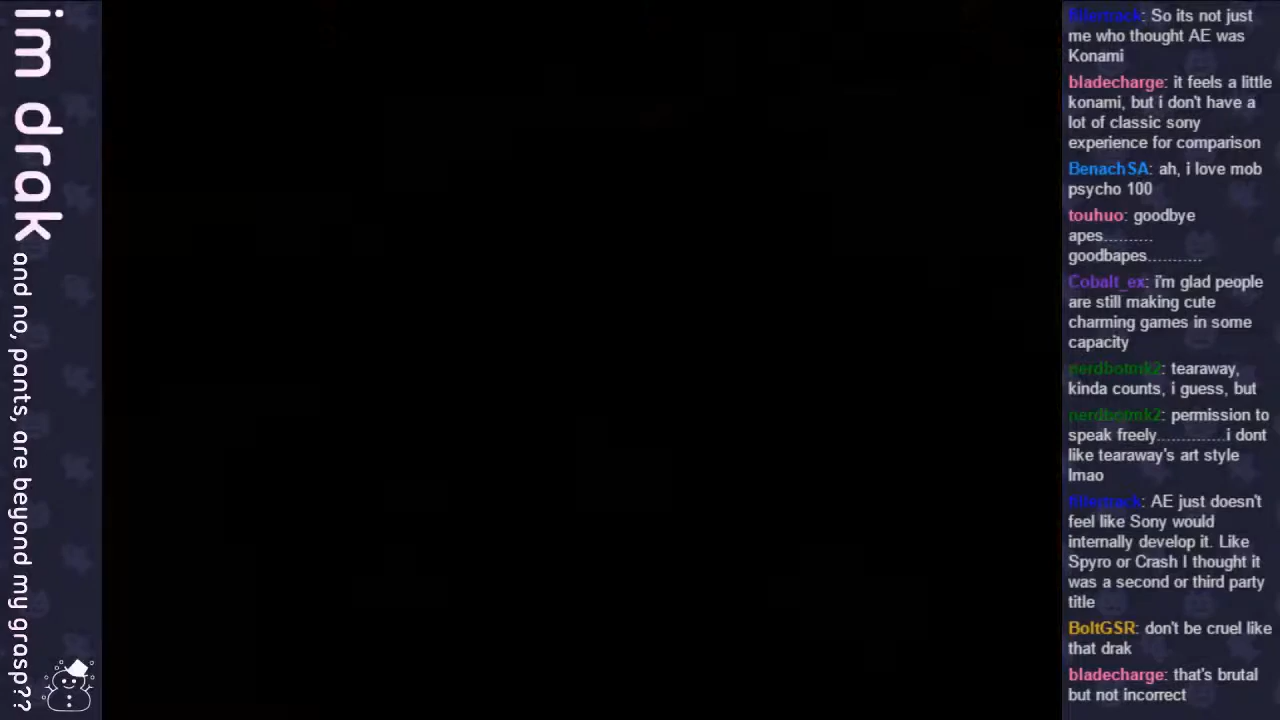 im drak and no, pants, are beyond my grasp??
fillertrack: So its not just
me who thought AE was
Konami
bladecharge: it feels a little
konami, but i don't have a
lot of classic sony
experience for comparison
BenachSA: ah, i love mob
psycho 100
touhuo: goodbye
apes..........
goodbapes...........
Cobalt_ex: i'm glad people
are still making cute
charming games in some
capacity
nerdbotmk2: tearaway,
kinda counts, i guess, but
nerdbotmk2: permission to
speak freely..............i dont
like tearaway's art style
lmao
fillertrack: AE just doesn't
feel like Sony would
internally develop it. Like
Spyro or Crash I thought it
was a second or third party
title
BoltGSR: don't be cruel like
that drak
bladecharge: that's brutal
but not incorrect